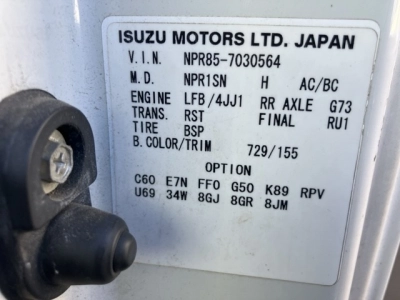 ISUZU MOTORS LTD. JAPAN
V.I.N. NPR85-7030564
M.D. NPR1SN H AC/BC
ENGINE LFB/4JJ1 RR AXLE G73
TRANS. RST FINAL RU1
TIRE BSP
B.COLOR/TRIM 729/155
OPTION
C60 E7N FF0 G50 K89 RPV
U69 34W 8GJ 8GR 8JM